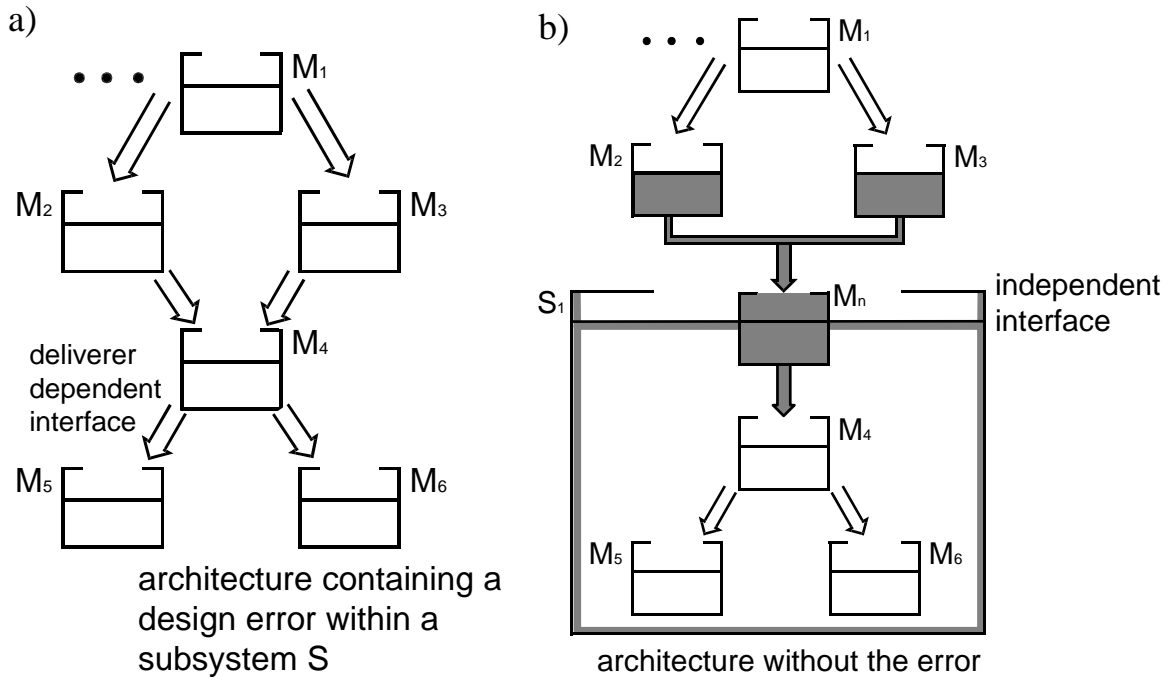 a)
• • •
M1
M2
M3
M4
deliverer
dependent
interface
M5
M6
architecture containing a
design error within a
subsystem S
b)
• • •
M1
M2
M3
S1
Mn
independent
interface
M4
M5
M6
architecture without the error